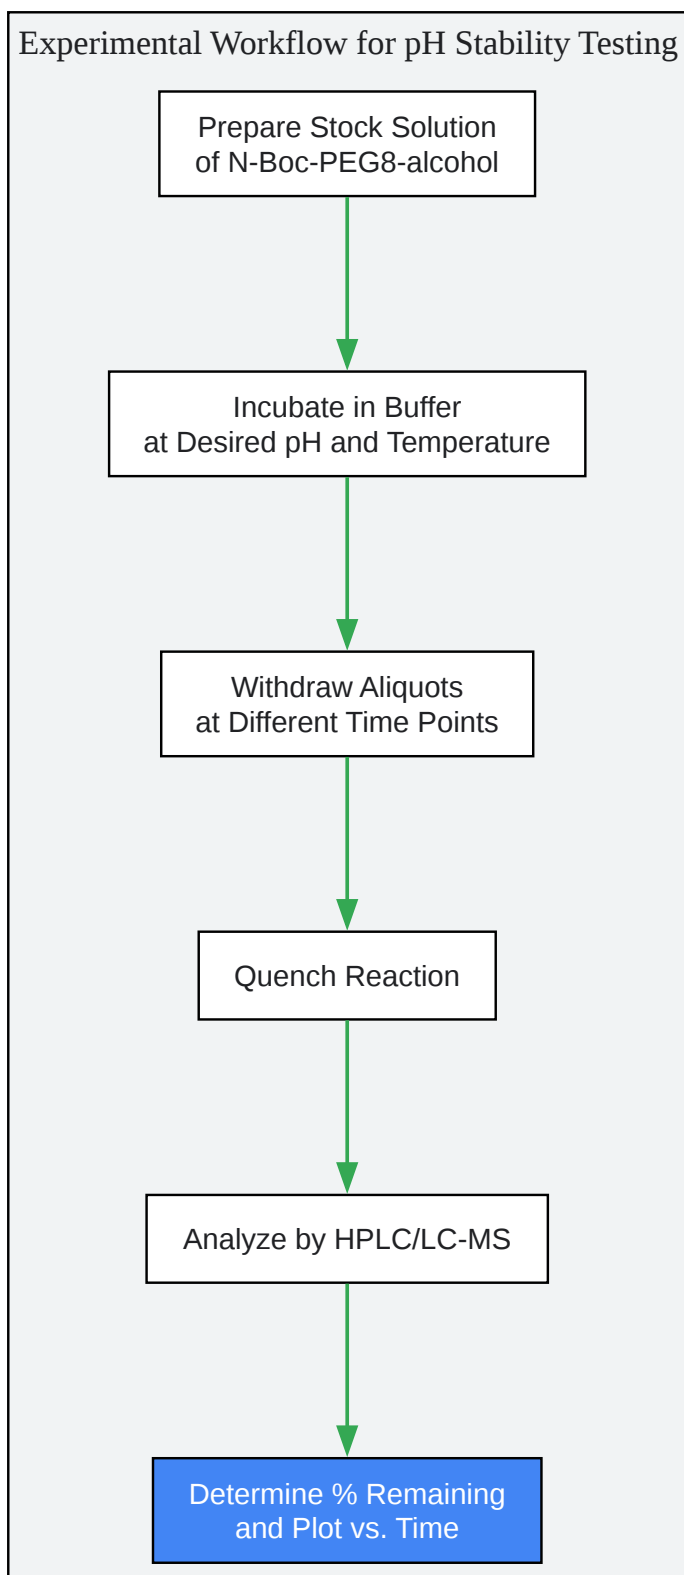 Experimental Workflow for pH Stability Testing
Prepare Stock Solution
of N-Boc-PEG8-alcohol
Incubate in Buffer
at Desired pH and Temperature
Withdraw Aliquots
at Different Time Points
Quench Reaction
Analyze by HPLC/LC-MS
Determine % Remaining
and Plot vs. Time